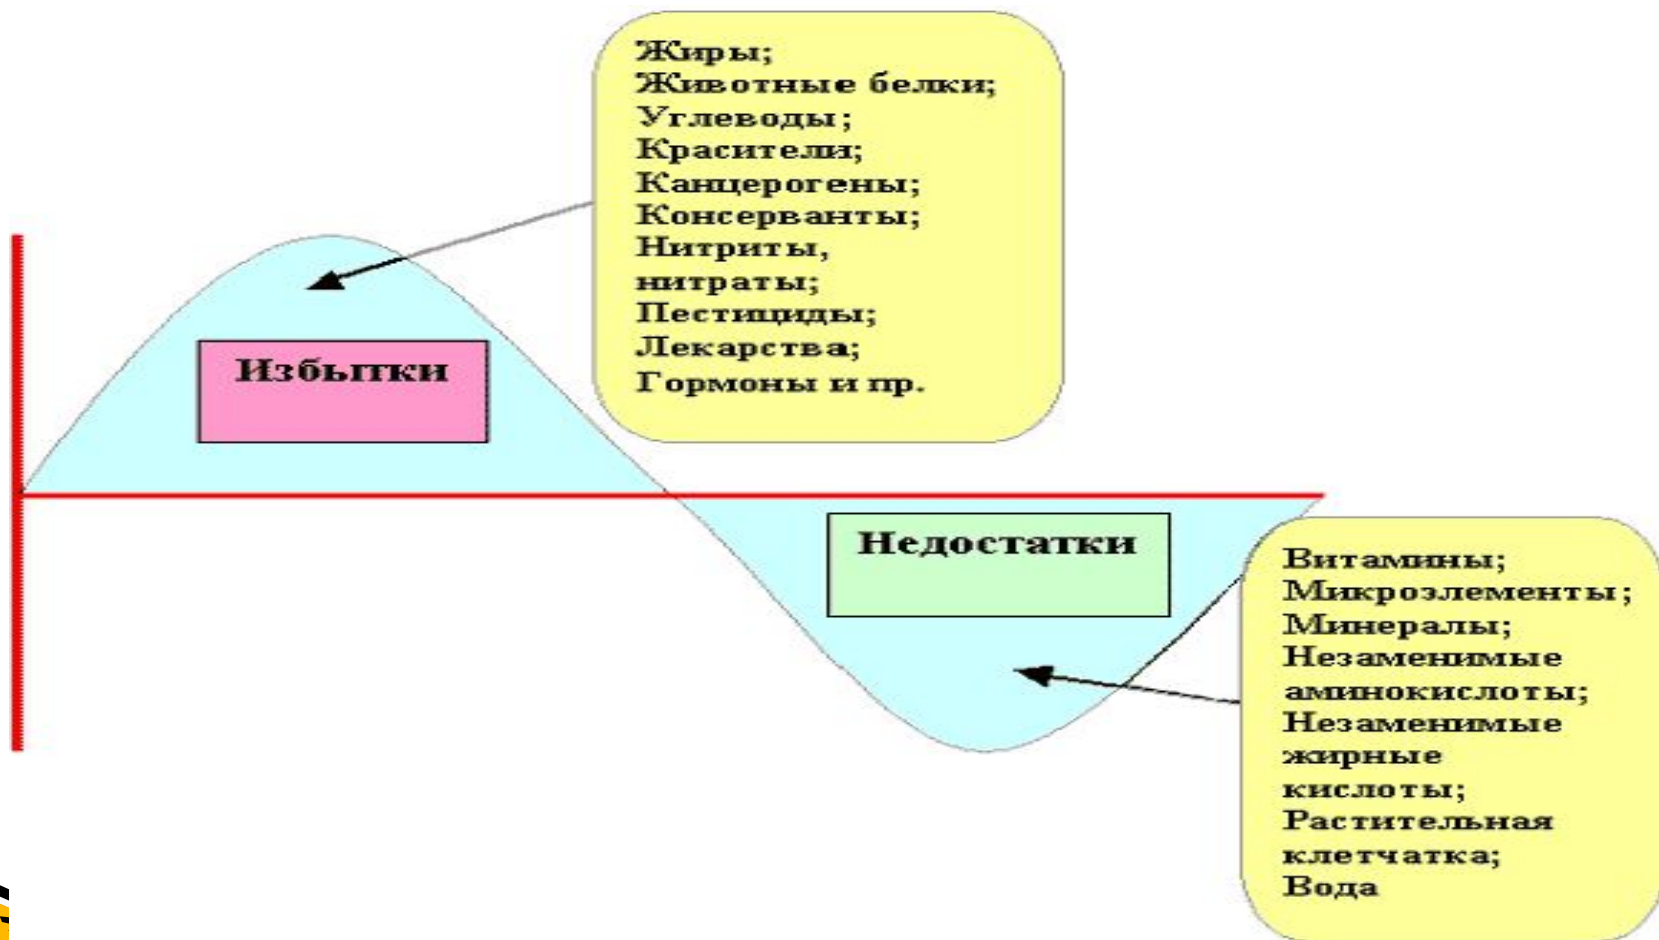 Жиры;
Животные белки;
Углеводы;
Красители;
Канцерогены;
Консерванты;
Нитриты,
нитраты;
Пестициды;
Лекарства;
Гормоны и пр.
Избытки
Недостатки
Витамины;
Микроэлементы;
Минералы;
Незаменимые
аминокислоты;
Незаменимые
жирные
кислоты;
Растительная
клетчатка;
Вода